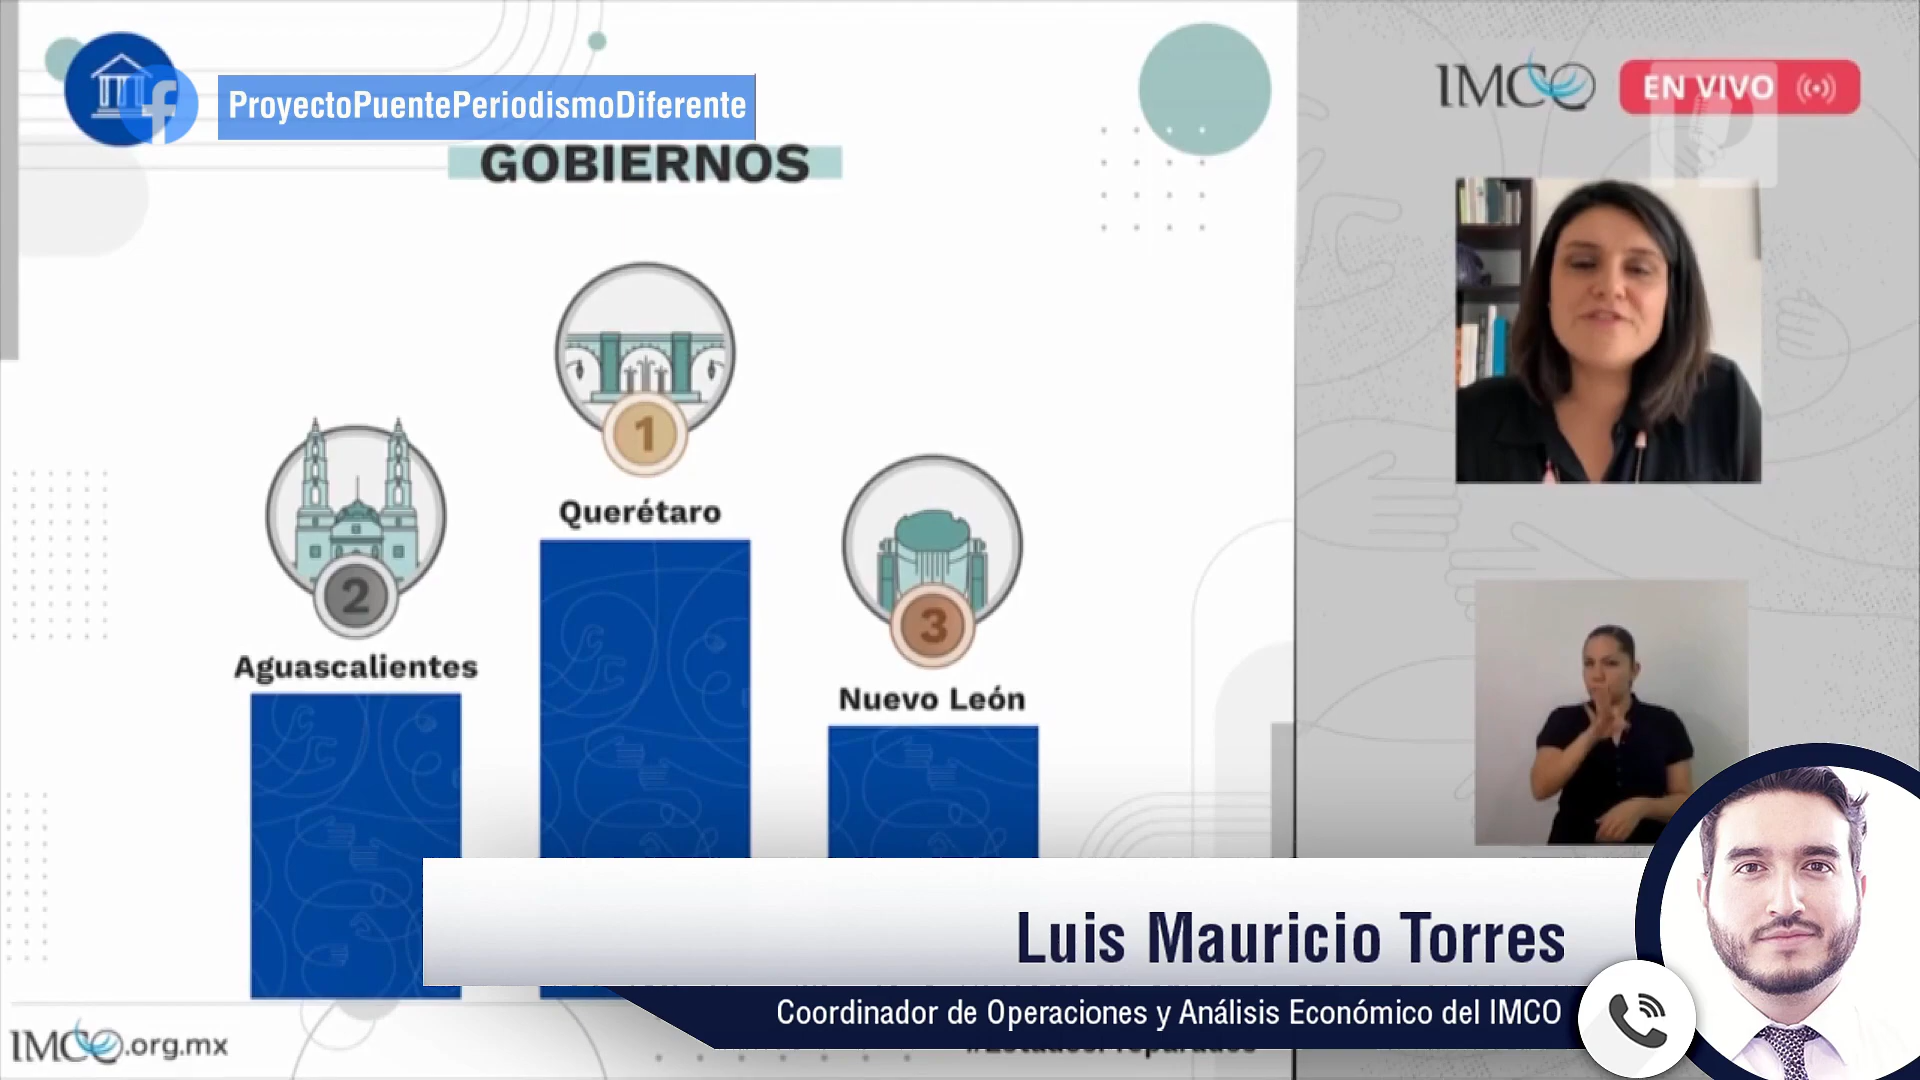 ProyectoPuentePeriodismoDiferente
GOBIERNOS
IMCO
EN VIVO
1
Querétaro
2
Aguascalientes
3
Nuevo León
Luis Mauricio Torres
Coordinador de Operaciones y Análisis Económico del IMCO
IMCO.org.mx